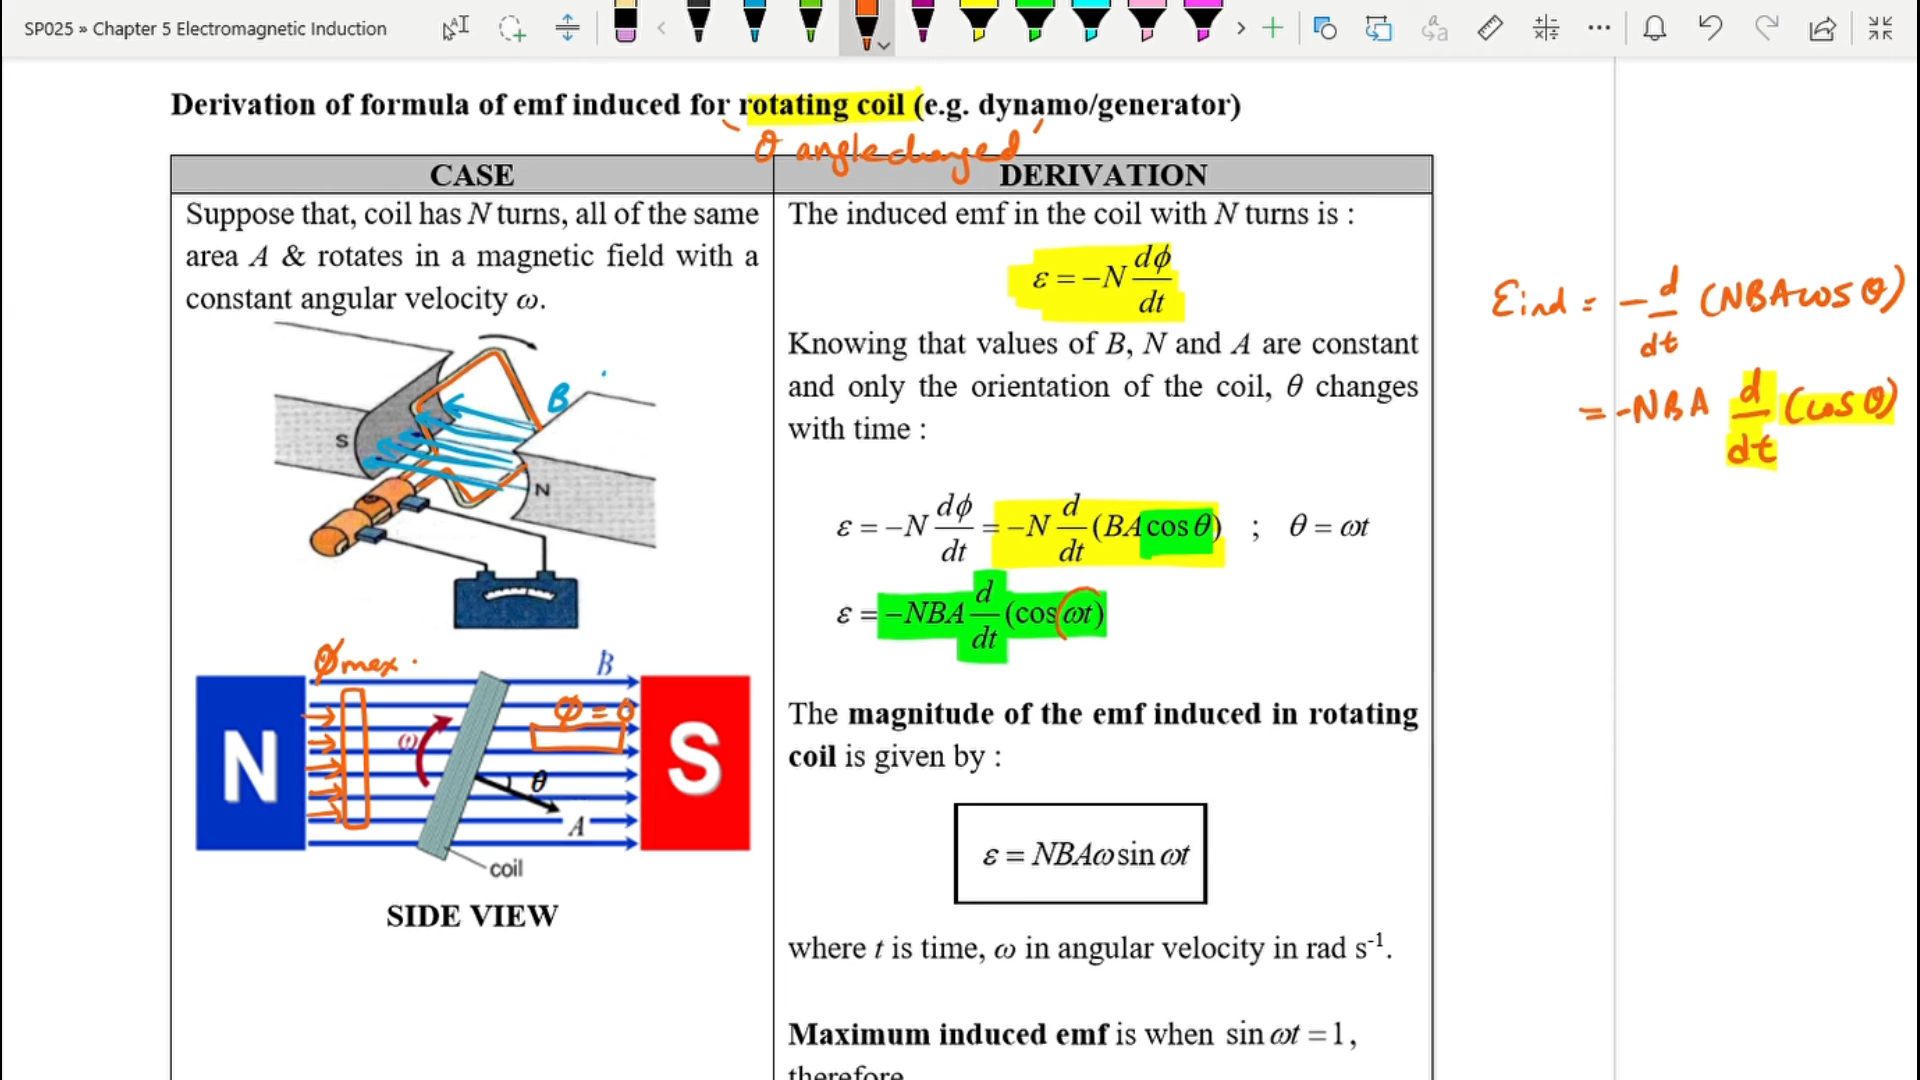 SP025 » Chapter 5 Electromagnetic Induction
Derivation of formula of emf induced for rotating coil (e.g. dynamo/generator)
θ angle changed
CASE
DERIVATION
Suppose that, coil has N turns, all of the same
area A & rotates in a magnetic field with a
constant angular velocity ω.
B
S
N
ϕmax.
B
ϕ = 0
N
S
ω
θ
A
coil
SIDE VIEW
The induced emf in the coil with N turns is :
ε = −N dϕ/dt
Knowing that values of B, N and A are constant
and only the orientation of the coil, θ changes
with time :
ε = −N dϕ/dt = −N d/dt (BA cos θ) ; θ = ωt
ε = −NBA d/dt (cos ωt)
The magnitude of the emf induced in rotating
coil is given by :
ε = NBAω sin ωt
where t is time, ω in angular velocity in rad s⁻¹.
Maximum induced emf is when sin ωt = 1,
therefore
Eind = − d/dt (NBA cos θ)
= -NBA d/dt (cos θ)